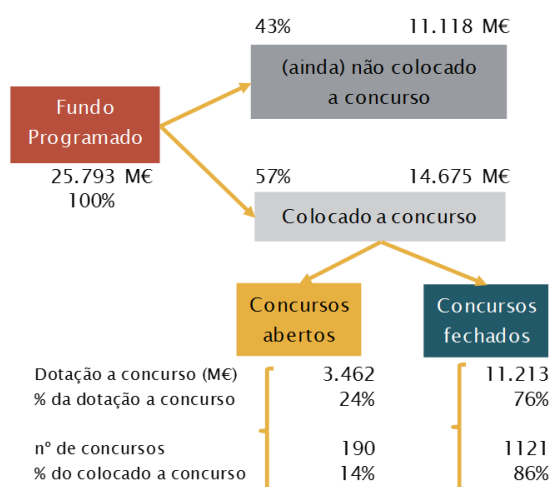 43% 11.118 M€
(ainda) não colocado
a concurso
Fundo
Programado
25.793 M€
100%
57% 14.675 M€
Colocado a concurso
Concursos
abertos
Concursos
fechados
Dotação a concurso (M€) 3.462 11.213
% da dotação a concurso 24% 76%
nº de concursos 190 1121
% do colocado a concurso 14% 86%